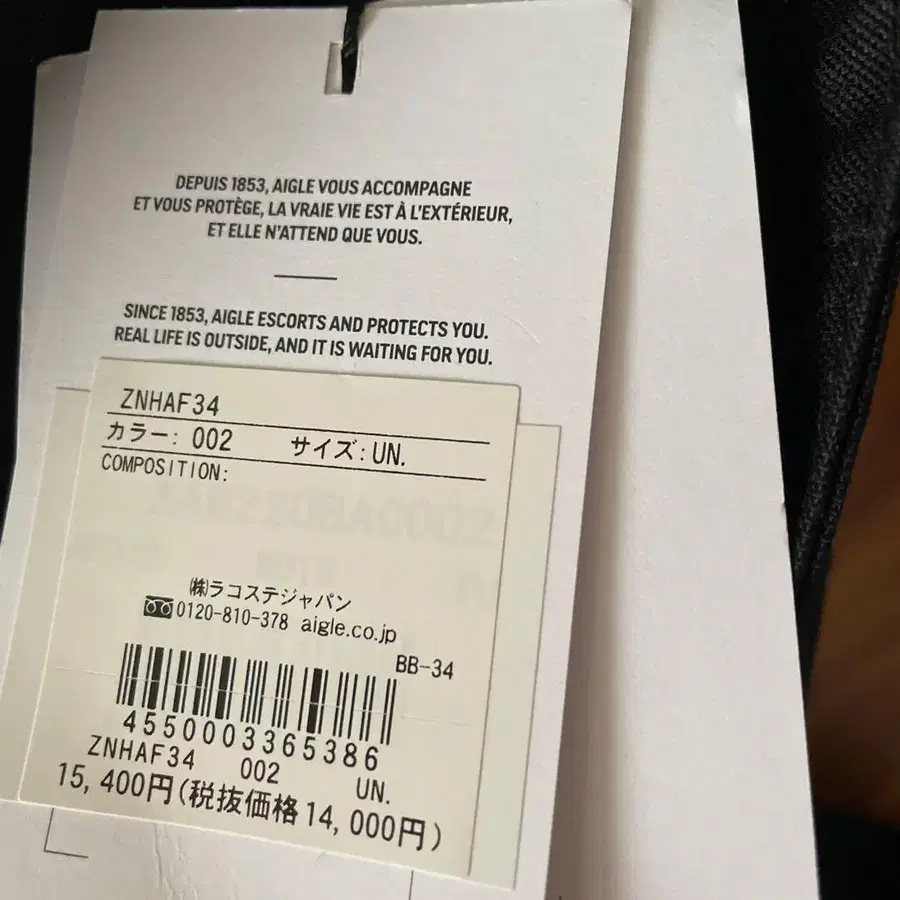 DEPUIS 1853, AIGLE VOUS ACCOMPAGNE
ET VOUS PROTÈGE, LA VRAIE VIE EST À L'EXTÉRIEUR,
ET ELLE N'ATTEND QUE VOUS.
SINCE 1853, AIGLE ESCORTS AND PROTECTS YOU.
REAL LIFE IS OUTSIDE, AND IT IS WAITING FOR YOU.
ZNHAF34
カラー: 002 サイズ: UN.
COMPOSITION:
㈱ラコステジャパン
0120-810-378 aigle.co.jp
BB-34
4550003365386
ZNHAF34 002 UN.
15,400円(税抜価格14,000円)